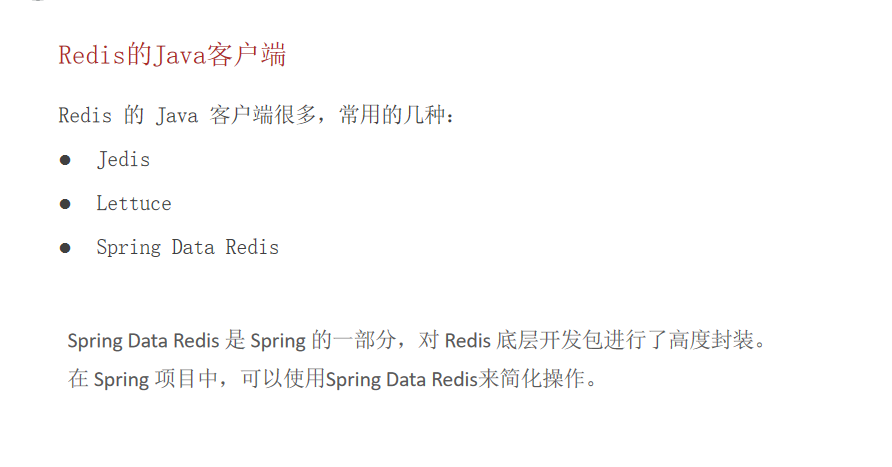 Redis的Java客户端
Redis 的 Java 客户端很多，常用的几种：
● Jedis
● Lettuce
● Spring Data Redis
Spring Data Redis 是 Spring 的一部分，对 Redis 底层开发包进行了高度封装。
在 Spring 项目中，可以使用Spring Data Redis来简化操作。